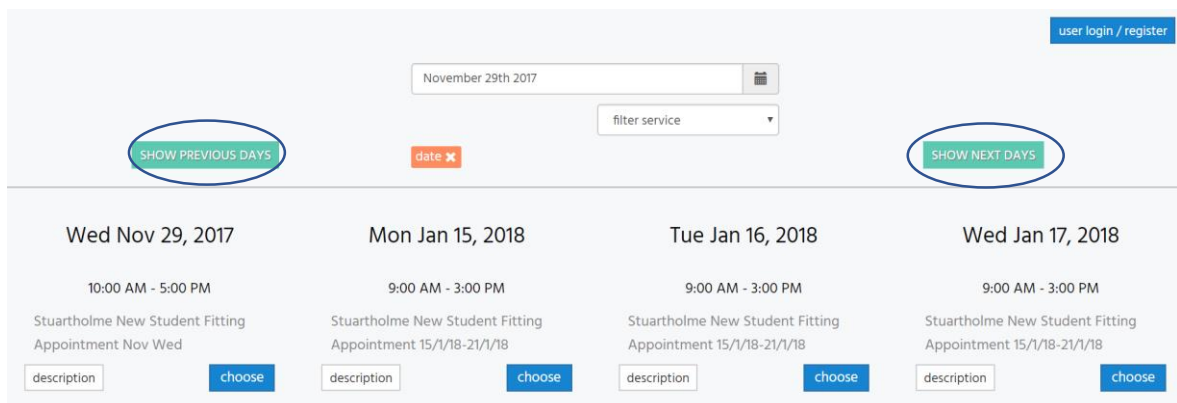 user login / register
November 29th 2017
filter service
SHOW PREVIOUS DAYS
date
SHOW NEXT DAYS
Wed Nov 29, 2017
10:00 AM - 5:00 PM
Stuartholme New Student Fitting
Appointment Nov Wed
description
choose
Mon Jan 15, 2018
9:00 AM - 3:00 PM
Stuartholme New Student Fitting
Appointment 15/1/18-21/1/18
description
choose
Tue Jan 16, 2018
9:00 AM - 3:00 PM
Stuartholme New Student Fitting
Appointment 15/1/18-21/1/18
description
choose
Wed Jan 17, 2018
9:00 AM - 3:00 PM
Stuartholme New Student Fitting
Appointment 15/1/18-21/1/18
description
choose